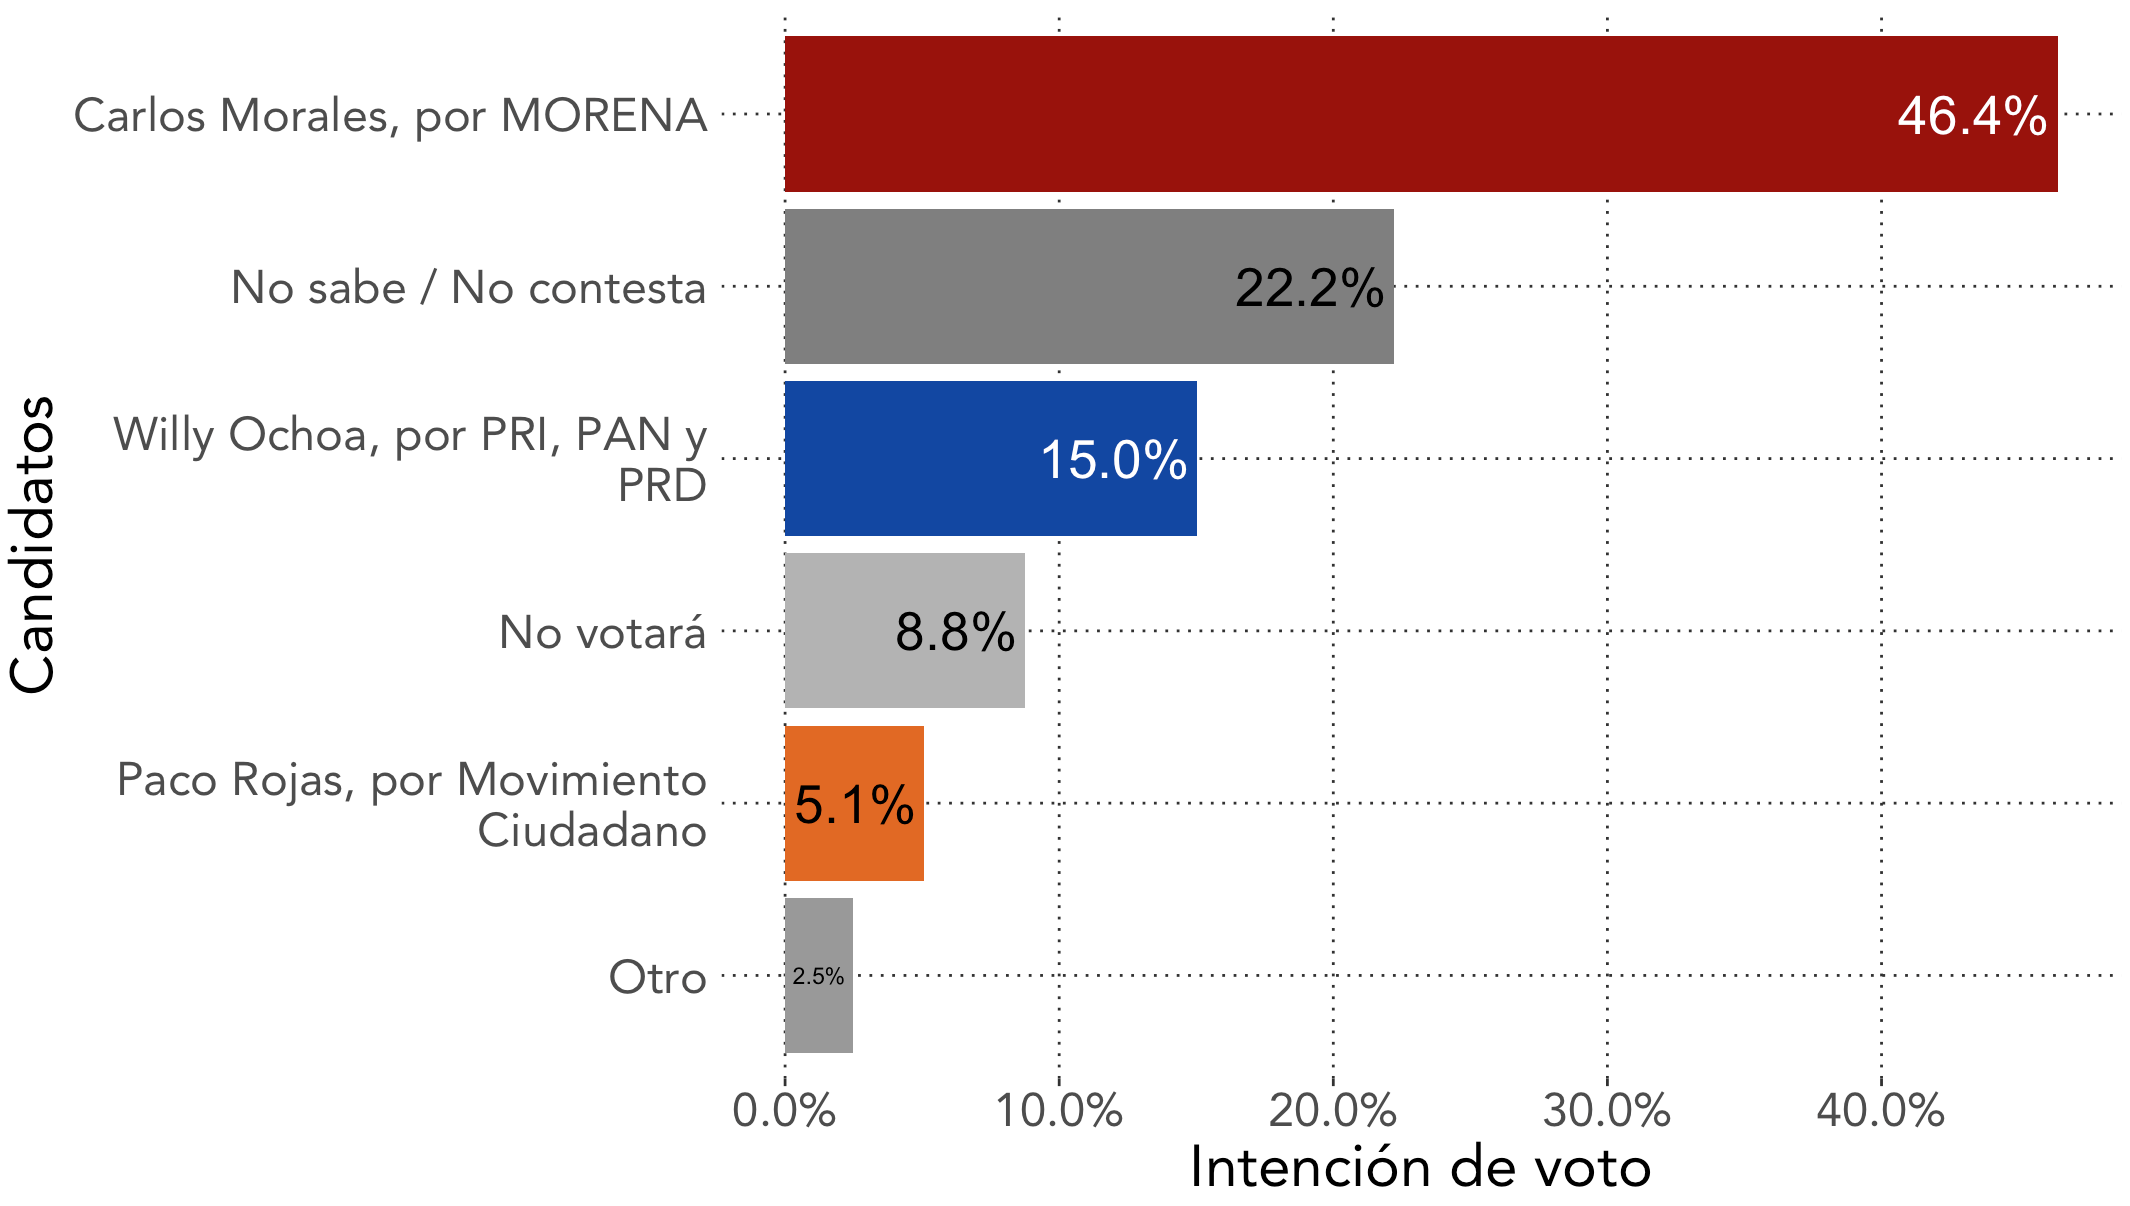 Candidatos
Carlos Morales, por MORENA
46.4%
No sabe / No contesta
22.2%
Willy Ochoa, por PRI, PAN y
PRD
15.0%
No votará
8.8%
Paco Rojas, por Movimiento
Ciudadano
5.1%
Otro
2.5%
0.0% 10.0% 20.0% 30.0% 40.0%
Intención de voto